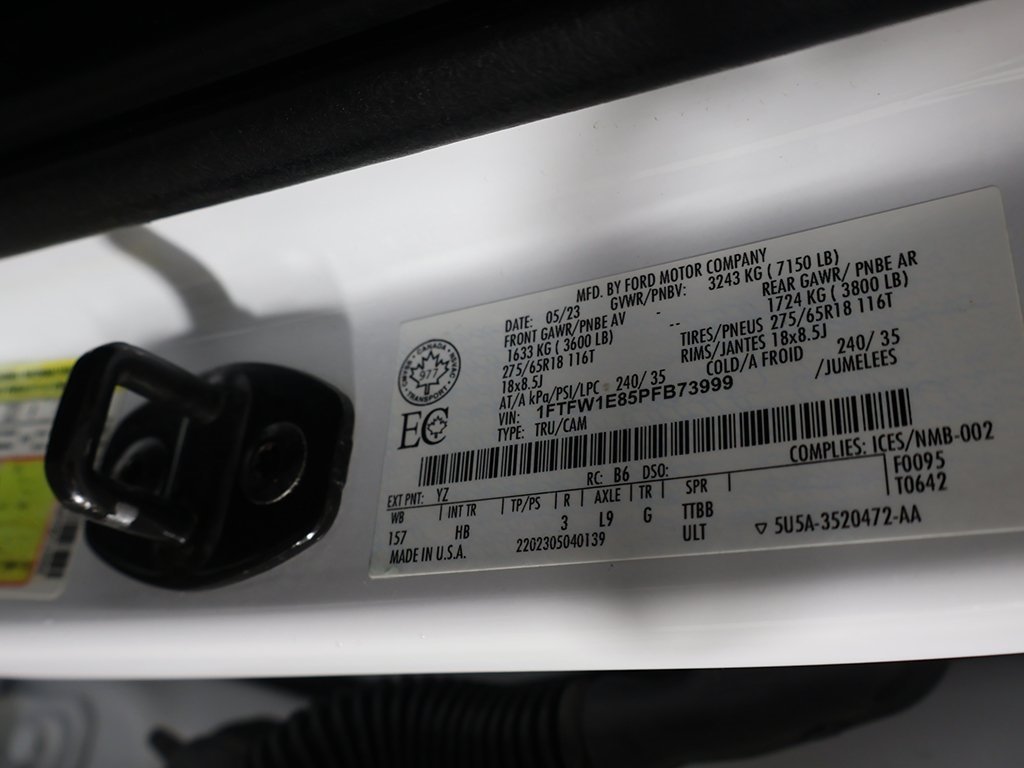 MFD. BY FORD MOTOR COMPANY
DATE: 05/23 GVWR/PNBV: 3243 KG ( 7150 LB)
FRONT GAWR/PNBE AV - REAR GAWR/ PNBE AR
1633 KG ( 3600 LB) -- 1724 KG ( 3800 LB)
275/65R18 116T TIRES/PNEUS 275/65R18 116T
18x8.5J RIMS/JANTES 18x8.5J
AT/A kPa/PSI/LPC 240/ 35 COLD/A FROID 240/ 35
VIN: 1FTFW1E85PFB73999 /JUMELEES
TYPE: TRU/CAM
CANADA
TRANSPORT
977
EC
COMPLIES: ICES/NMB-002
EXT PNT: YZ RC: B6 DSO: F0095
WB INT TR TP/PS R AXLE TR SPR T0642
157 HB 3 L9 G TTBB
ULT
MADE IN U.S.A. 2202305040139 5U5A-3520472-AA